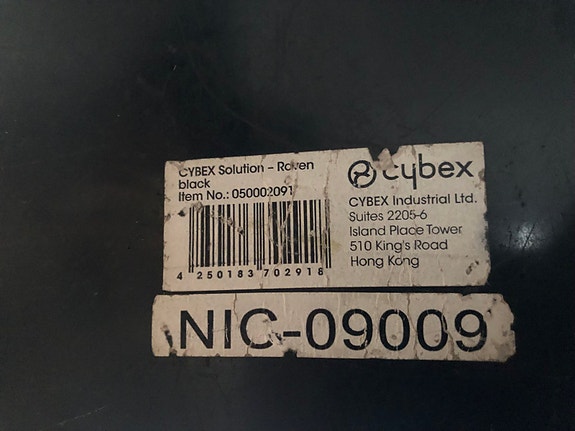 CYBEX Solution - Raven
black
Item No.: 050002091
4 250183 702918
cybex
CYBEX Industrial Ltd.
Suites 2205-6
Island Place Tower
510 King's Road
Hong Kong
NIC-09009